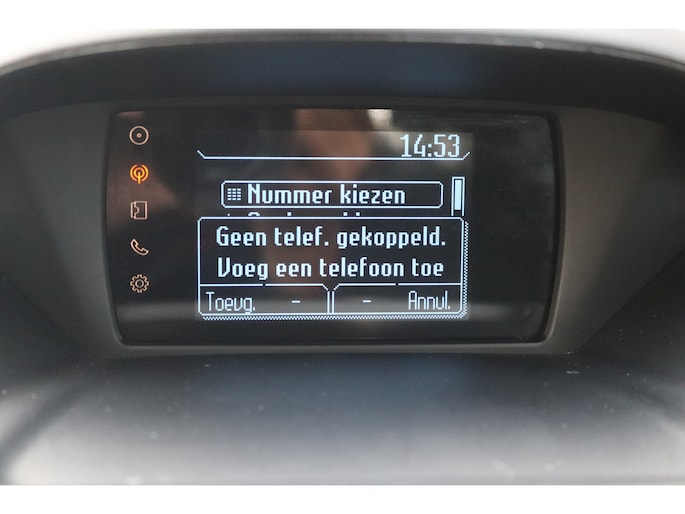 14:53
Nummer kiezen
Geen telef. gekoppeld.
Voeg een telefoon toe
Toevg. - - Annul.